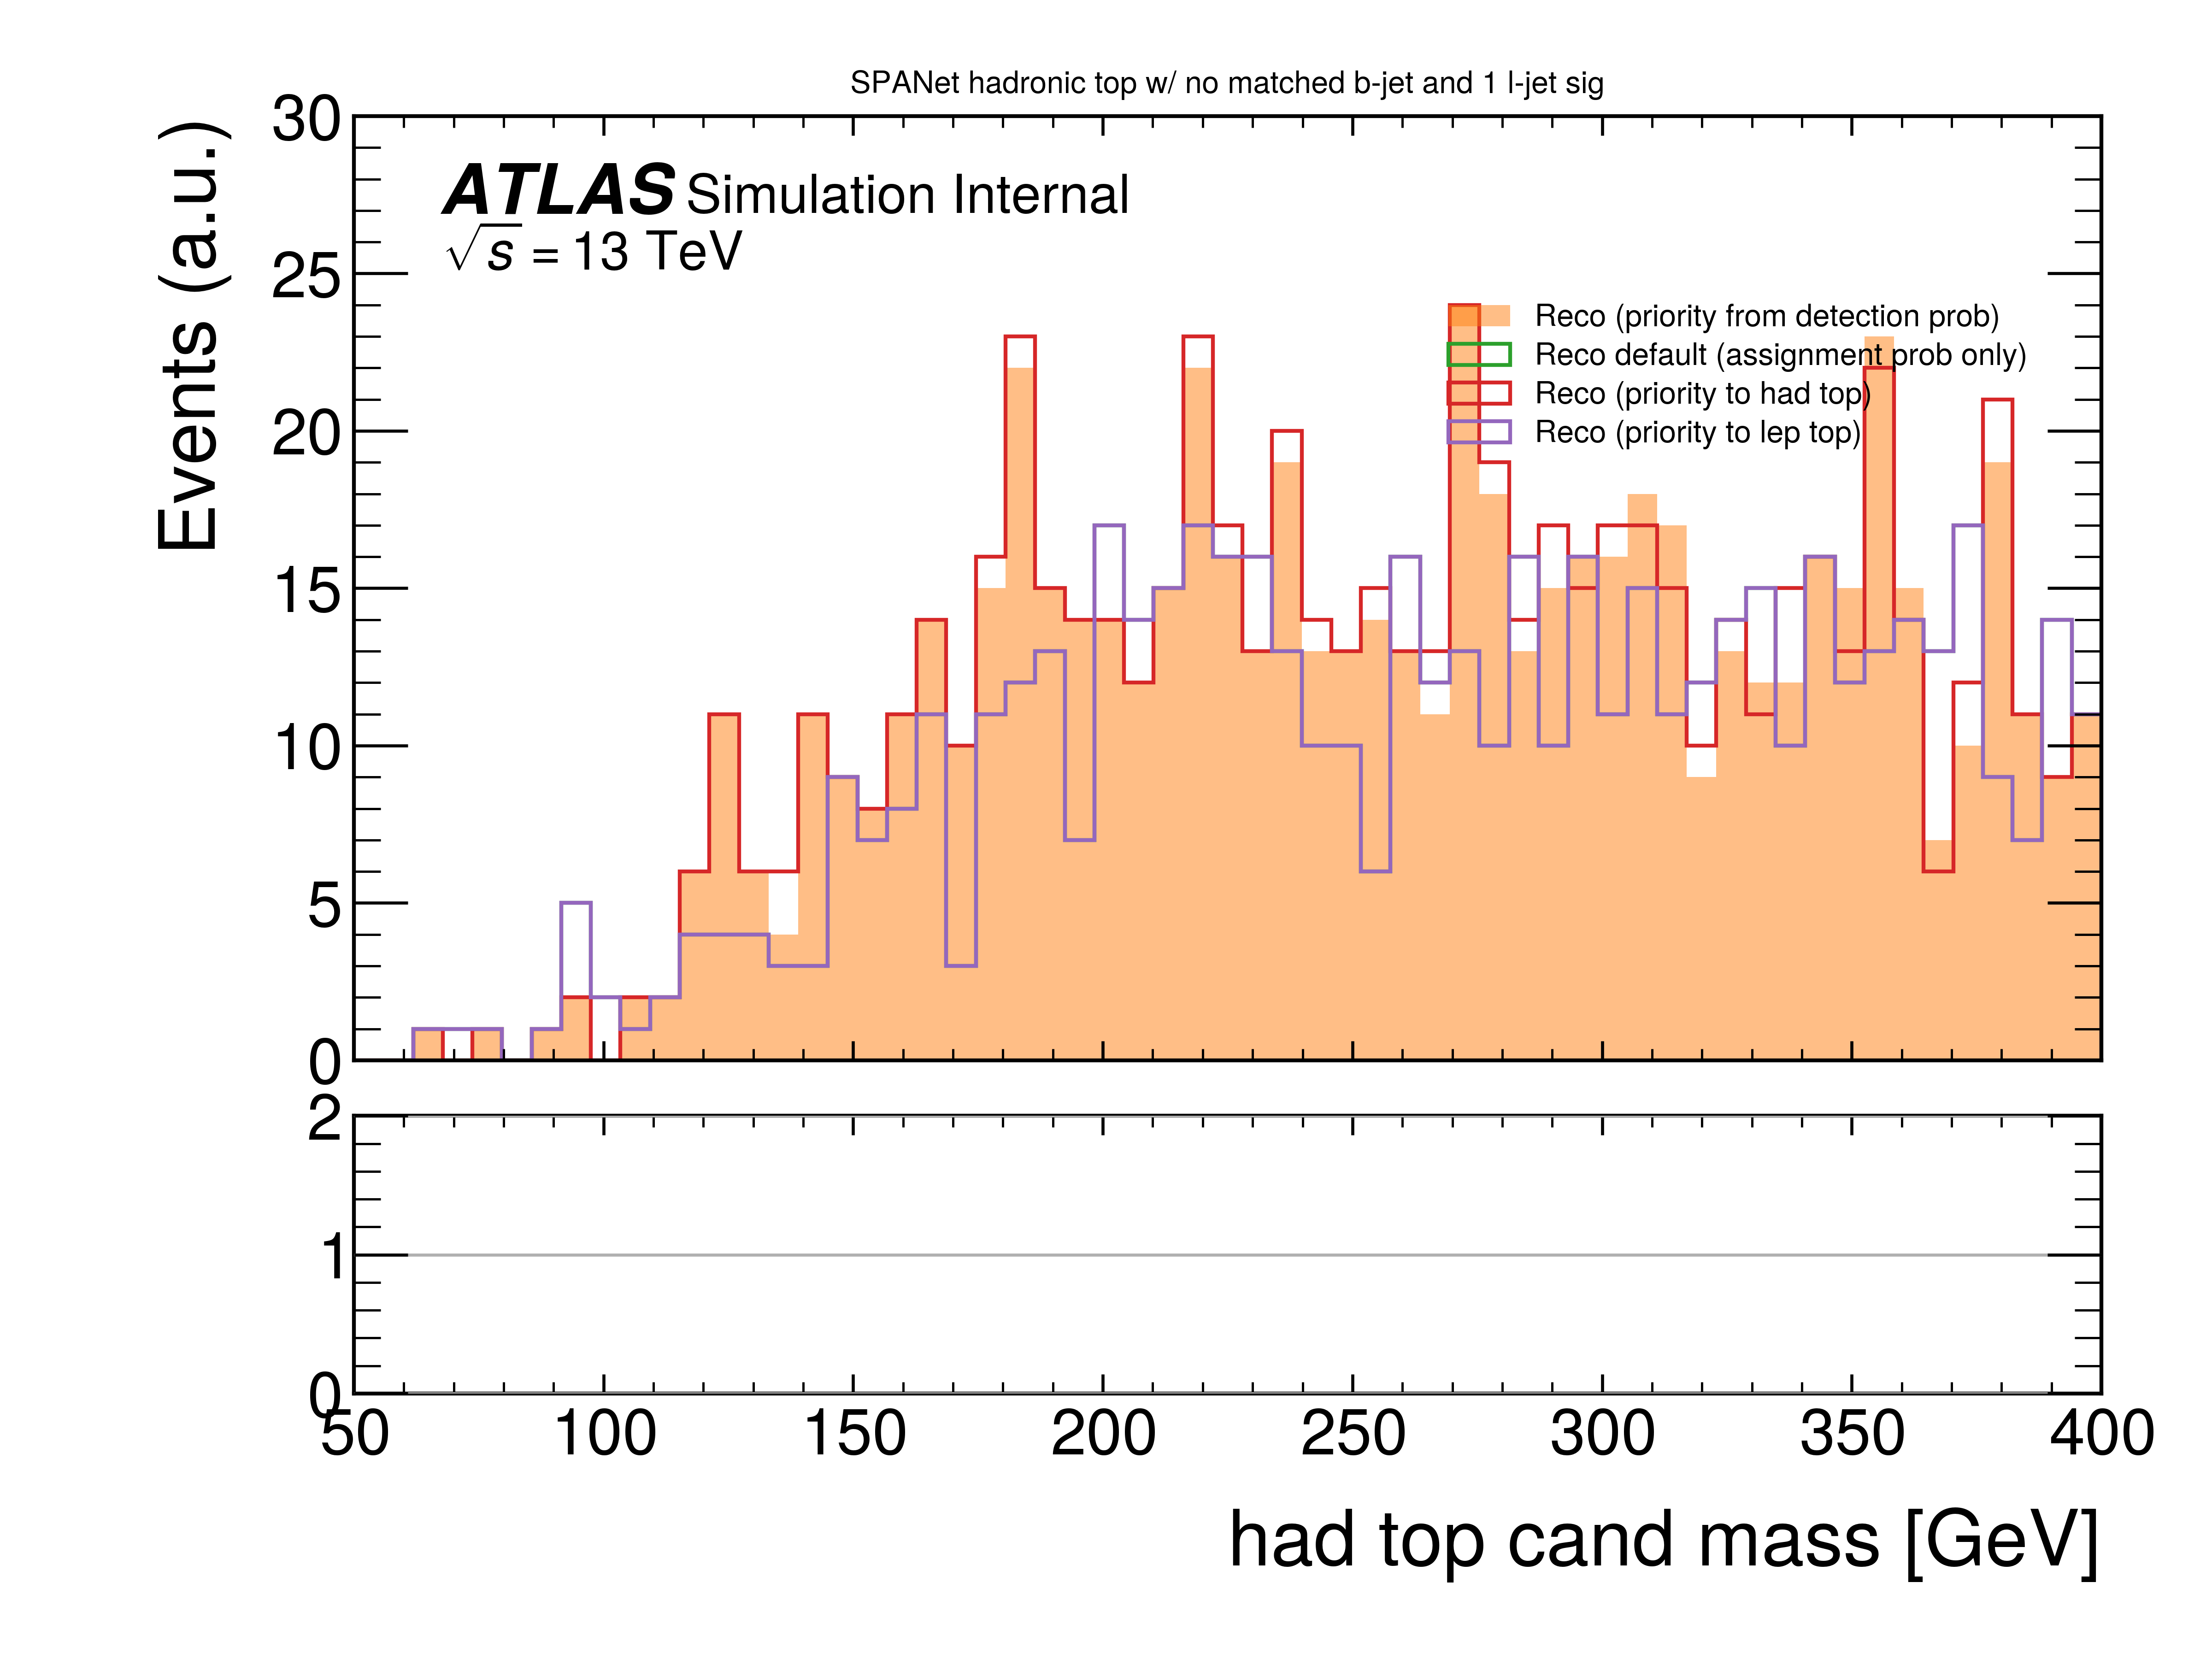 SPANet hadronic top w/ no matched b-jet and 1 l-jet sig
Events (a.u.)
30
25
20
15
10
5
0
ATLAS Simulation Internal
√s = 13 TeV
Reco (priority from detection prob)
Reco default (assignment prob only)
Reco (priority to had top)
Reco (priority to lep top)
2
1
0
50 100 150 200 250 300 350 400
had top cand mass [GeV]